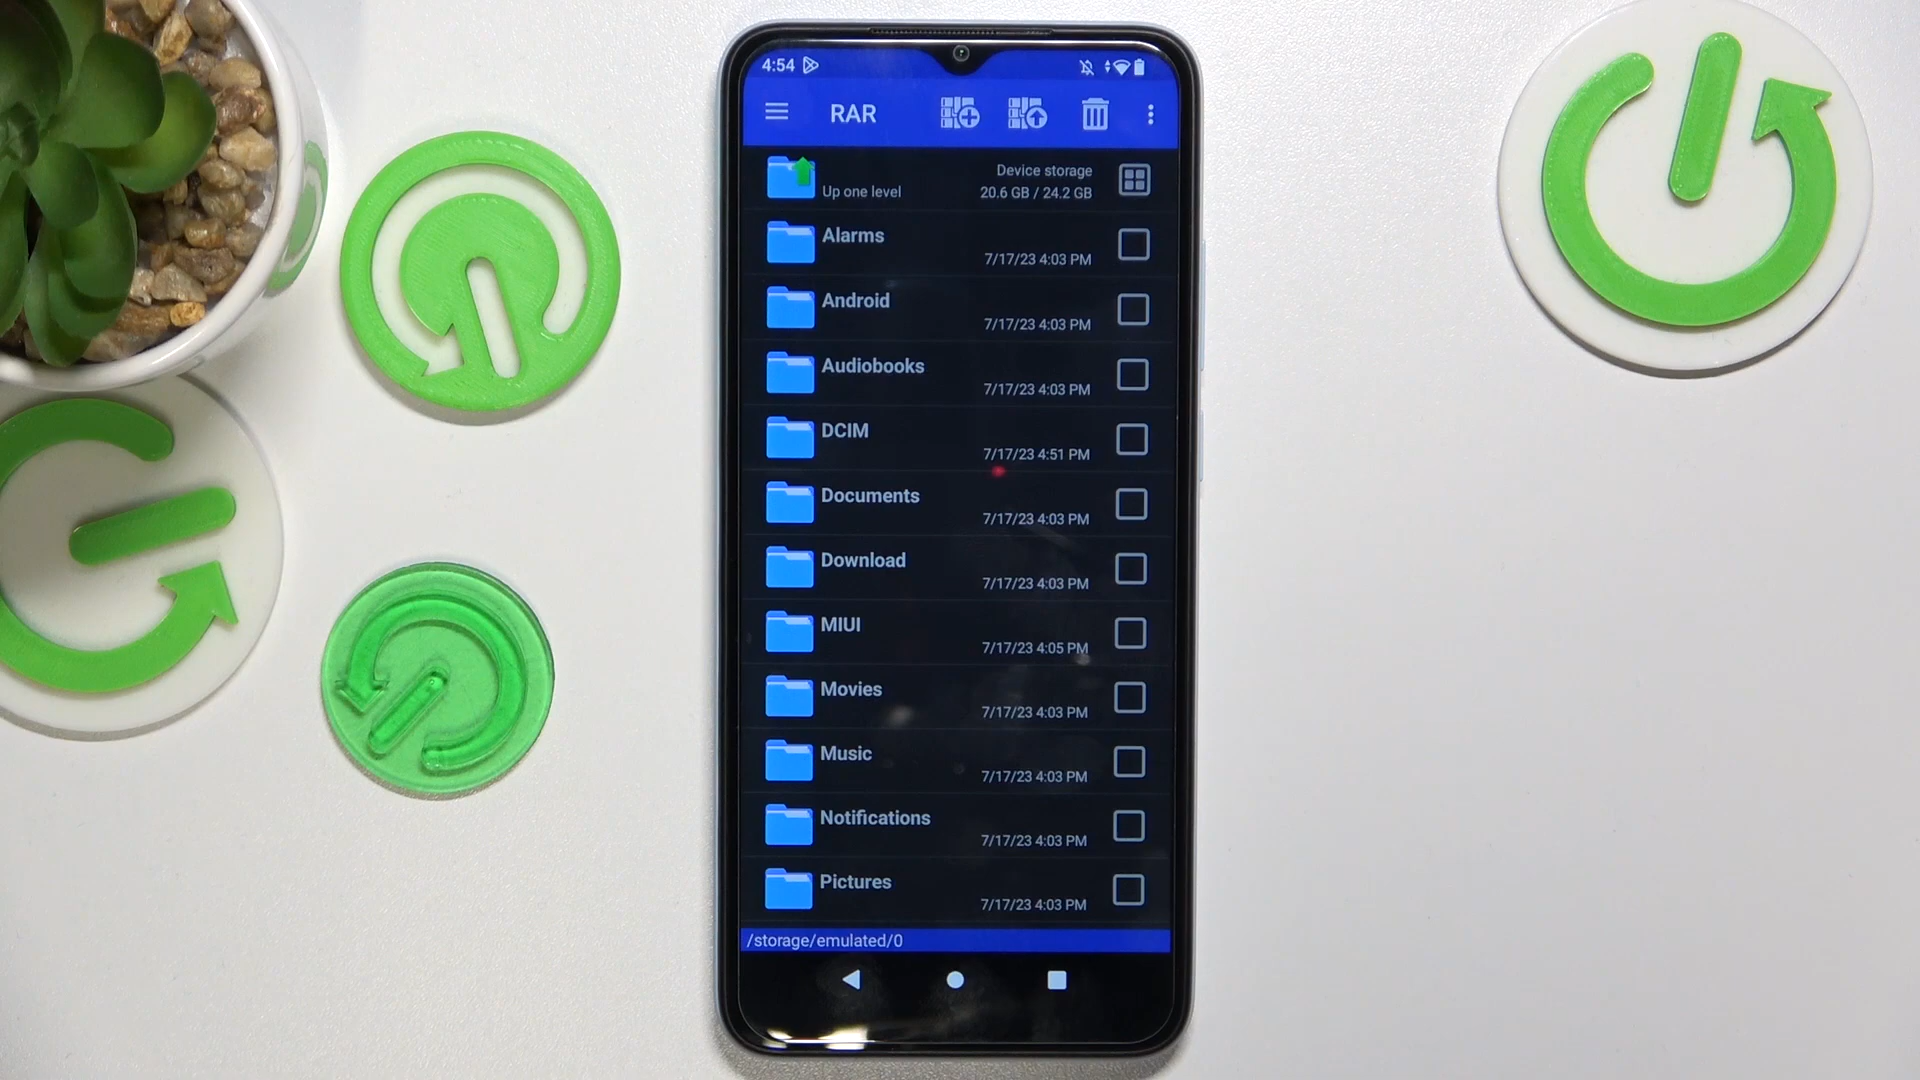 4:54
RAR
Device storage
Up one level 20.6 GB / 24.2 GB
Alarms
7/17/23 4:03 PM
Android
7/17/23 4:03 PM
Audiobooks
7/17/23 4:03 PM
DCIM
7/17/23 4:51 PM
Documents
7/17/23 4:03 PM
Download
7/17/23 4:03 PM
MIUI
7/17/23 4:05 PM
Movies
7/17/23 4:03 PM
Music
7/17/23 4:03 PM
Notifications
7/17/23 4:03 PM
Pictures
7/17/23 4:03 PM
/storage/emulated/0